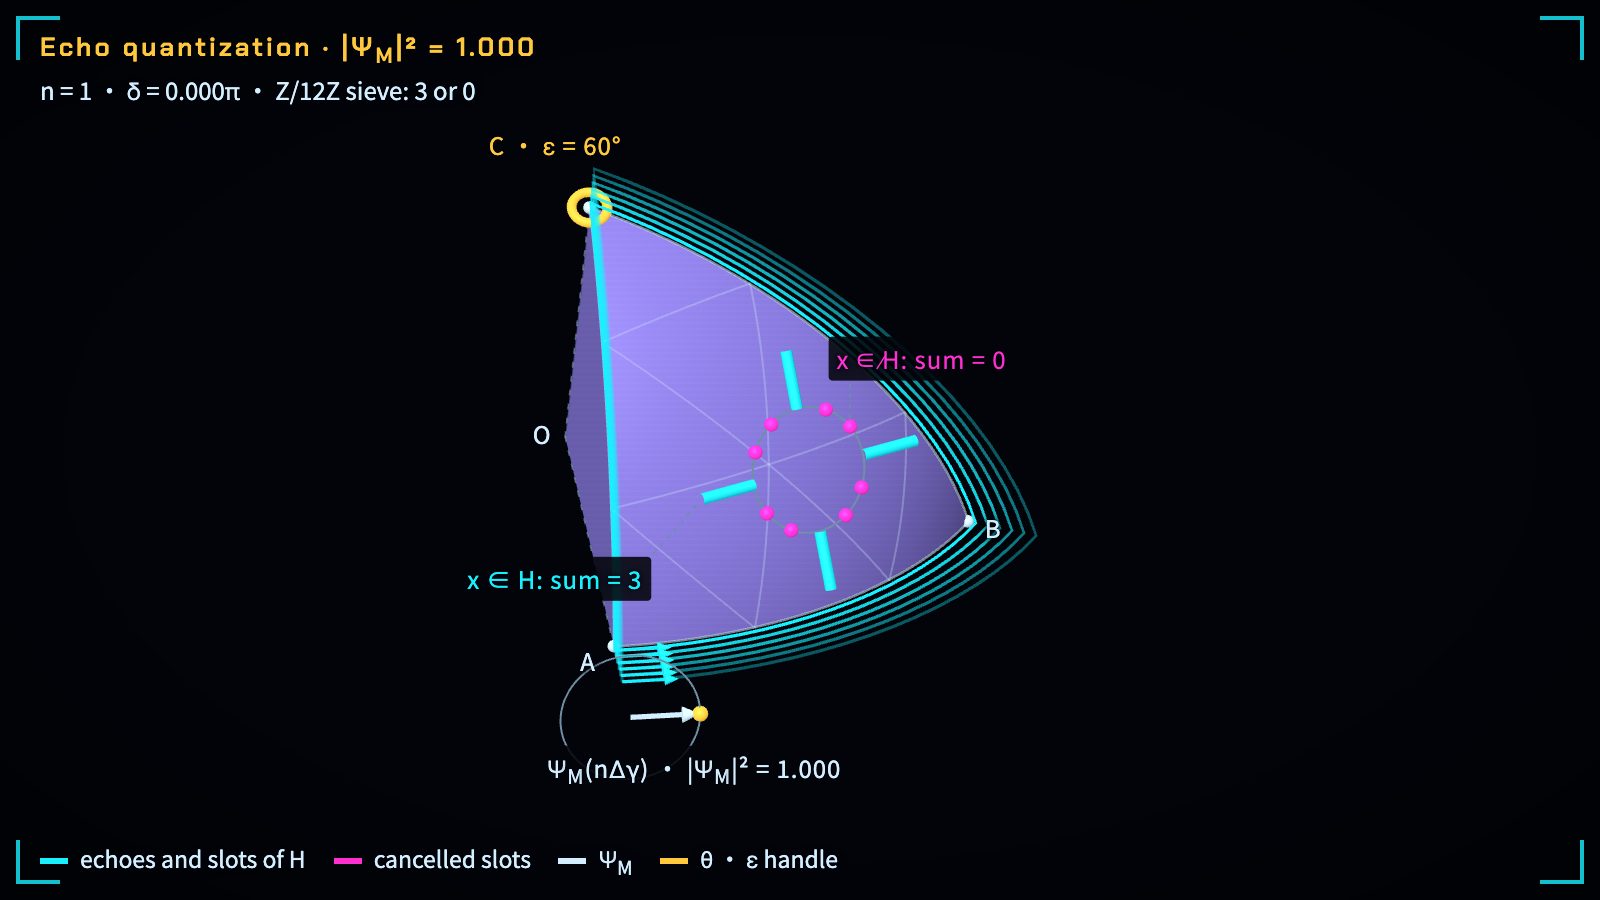 Echo quantization · |Ψ_M|² = 1.000
n = 1 • δ = 0.000π • Z/12Z sieve: 3 or 0
C • ε = 60°
x ∉ H: sum = 0
O
B
x ∈ H: sum = 3
A
Ψ_M(nΔγ) • |Ψ_M|² = 1.000
echoes and slots of H
cancelled slots
Ψ_M
θ • ε handle